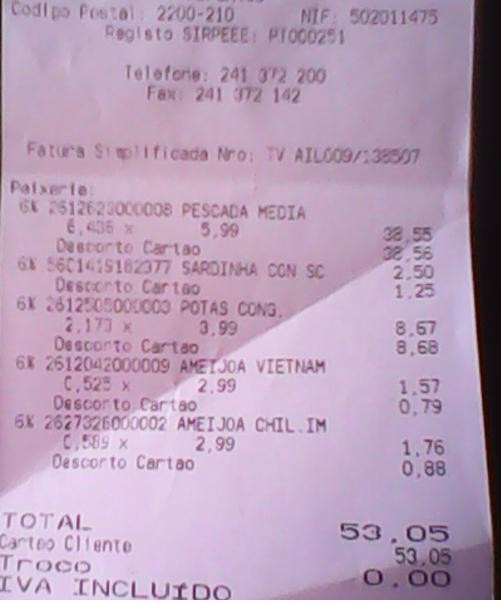 Codigo Postal: 2200-210 NIF: 502011475
Registo SIRPEEE: PT000251
Telefone: 241 372 200
Fax: 241 372 142
Fatura Simplificada Nro: TV AIL009/138507
Peixaria:
6% 2612623000008 PESCADA MEDIA
6,436 x 5,99 38,55
Desconto Cartao 38,56
6% 5601419182377 SARDINHA CON SC 2,50
Desconto Cartao 1,25
6% 2612505000003 POTAS CONG.
2,173 x 3,99 8,67
Desconto Cartao 8,68
6% 2612042000009 AMEIJOA VIETNAM
0,525 x 2,99 1,57
Desconto Cartao 0,79
6% 2627326000002 AMEIJOA CHIL.IM
0,589 x 2,99 1,76
Desconto Cartao 0,88
TOTAL 53,05
Cartao Cliente 53,05
Troco 0.00
IVA INCLUÍDO